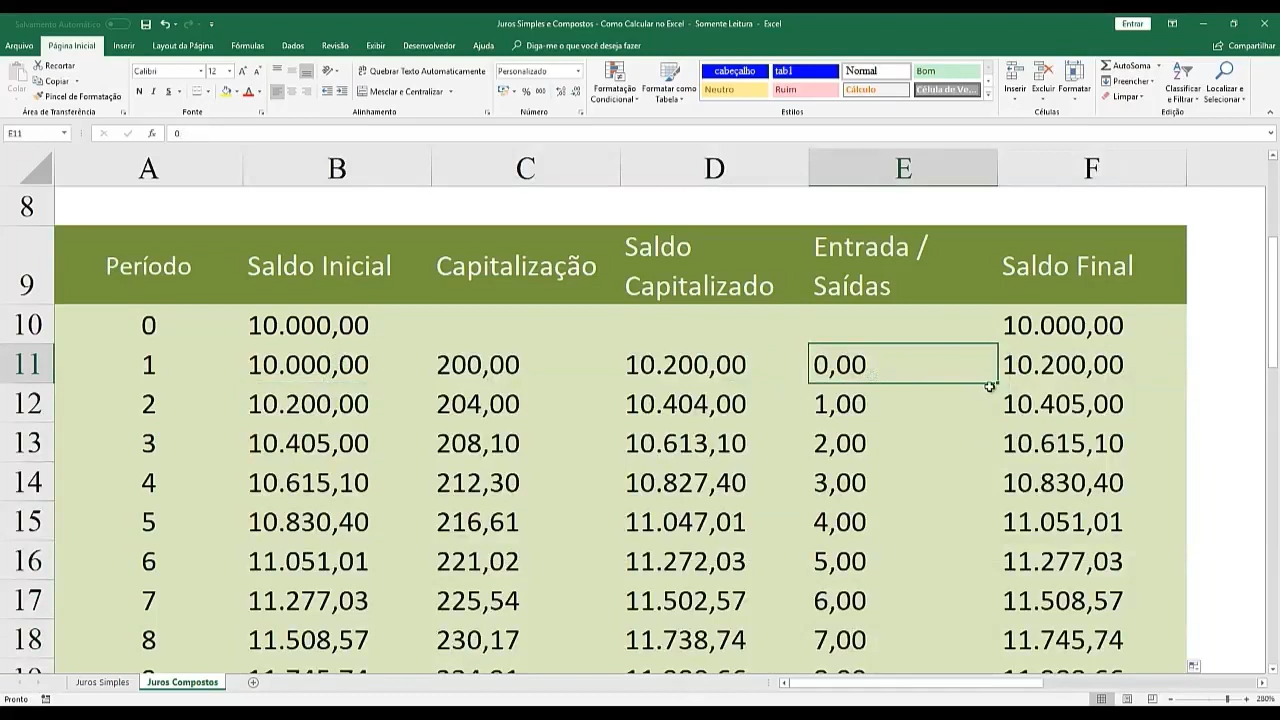 Salvamento Automático
Juros Simples e Compostos - Como Calcular no Excel - Somente Leitura - Excel
Entrar
Arquivo Página Inicial Inserir Layout da Página Fórmulas Dados Revisão Exibir Desenvolvedor Ajuda Diga-me o que você deseja fazer Compartilhar
Colar
Recortar
Copiar
Pincel de Formatação
Área de Transferência
Calibri 12
N I S
Fonte
Quebrar Texto Automaticamente
Mesclar e Centralizar
Alinhamento
Personalizado
% 000
Número
Formatação Condicional
Formatar como Tabela
cabeçalho tab1 Normal Bom
Neutro Ruim Cálculo Célula de Ve...
Estilos
Inserir Excluir Formatar
Células
AutoSoma
Preencher
Limpar
Classificar e Filtrar
Localizar e Selecionar
Edição
E11 fx 0
A B C D E F
8
9 Período Saldo Inicial Capitalização Saldo Capitalizado Entrada / Saídas Saldo Final
10 0 10.000,00 10.000,00
11 1 10.000,00 200,00 10.200,00 0,00 10.200,00
12 2 10.200,00 204,00 10.404,00 1,00 10.405,00
13 3 10.405,00 208,10 10.613,10 2,00 10.615,10
14 4 10.615,10 212,30 10.827,40 3,00 10.830,40
15 5 10.830,40 216,61 11.047,01 4,00 11.051,01
16 6 11.051,01 221,02 11.272,03 5,00 11.277,03
17 7 11.277,03 225,54 11.502,57 6,00 11.508,57
18 8 11.508,57 230,17 11.738,74 7,00 11.745,74
Juros Simples Juros Compostos
Pronto 280%